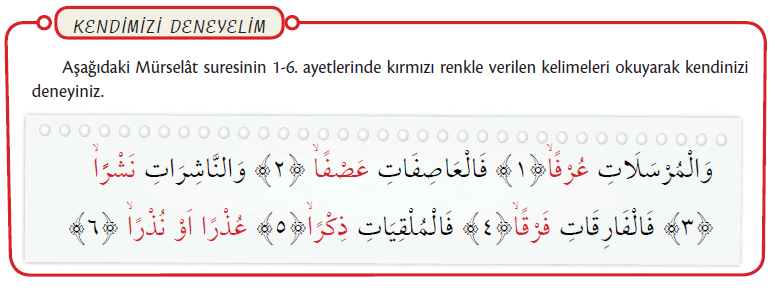 KENDİMİZİ DENEYELİM
Aşağıdaki Mürselât suresinin 1-6. ayetlerinde kırmızı renkle verilen kelimeleri okuyarak kendinizi
deneyiniz.
وَالْمُرْسَلَاتِ عُرْفًاۙ ﴿١﴾ فَالْعَاصِفَاتِ عَصْفًاۙ ﴿٢﴾ وَالنَّاشِرَاتِ نَشْرًاۙ
﴿٣﴾ فَالْفَارِقَاتِ فَرْقًاۙ ﴿٤﴾ فَالْمُلْقِيَاتِ ذِكْرًاۙ ﴿٥﴾ عُذْرًا اَوْ نُذْرًاۙ ﴿٦﴾